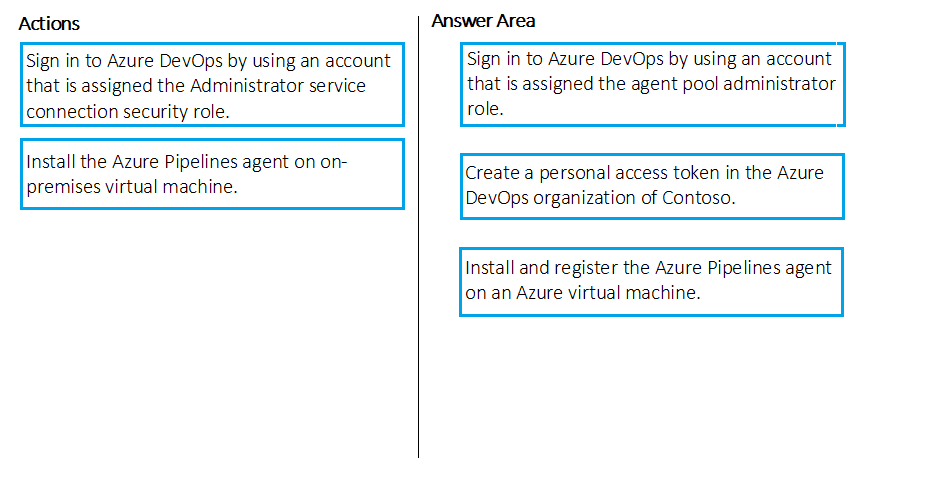 Actions
Sign in to Azure DevOps by using an account
that is assigned the Administrator service
connection security role.
Install the Azure Pipelines agent on on-
premises virtual machine.
Answer Area
Sign in to Azure DevOps by using an account
that is assigned the agent pool administrator
role.
Create a personal access token in the Azure
DevOps organization of Contoso.
Install and register the Azure Pipelines agent
on an Azure virtual machine.